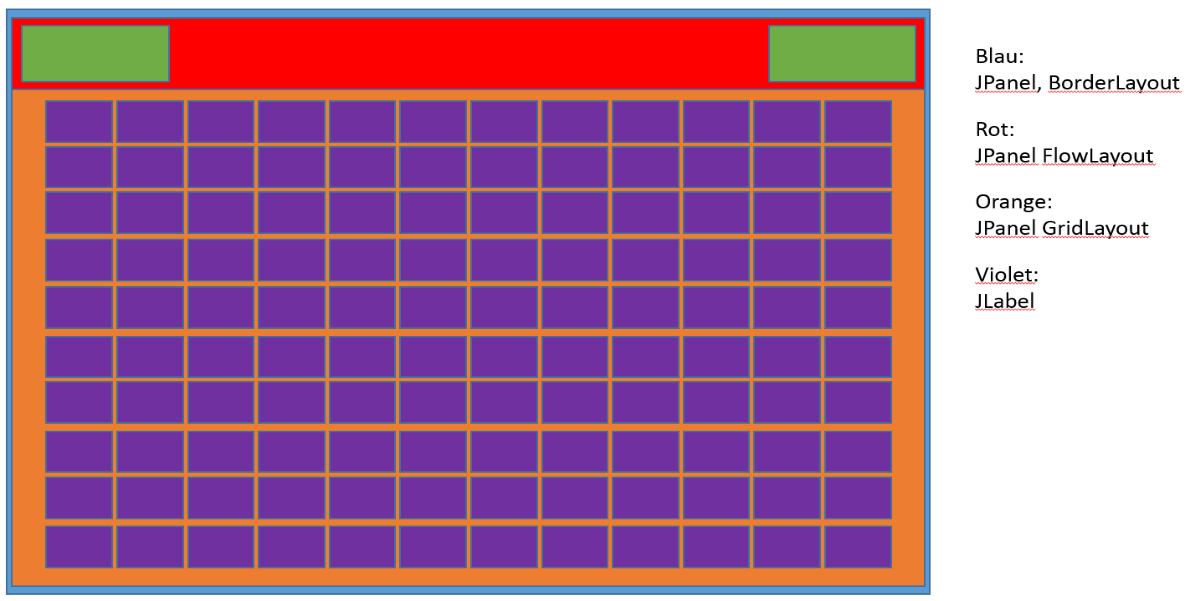 Blau:
JPanel, BorderLayout
Rot:
JPanel FlowLayout
Orange:
JPanel GridLayout
Violet:
JLabel